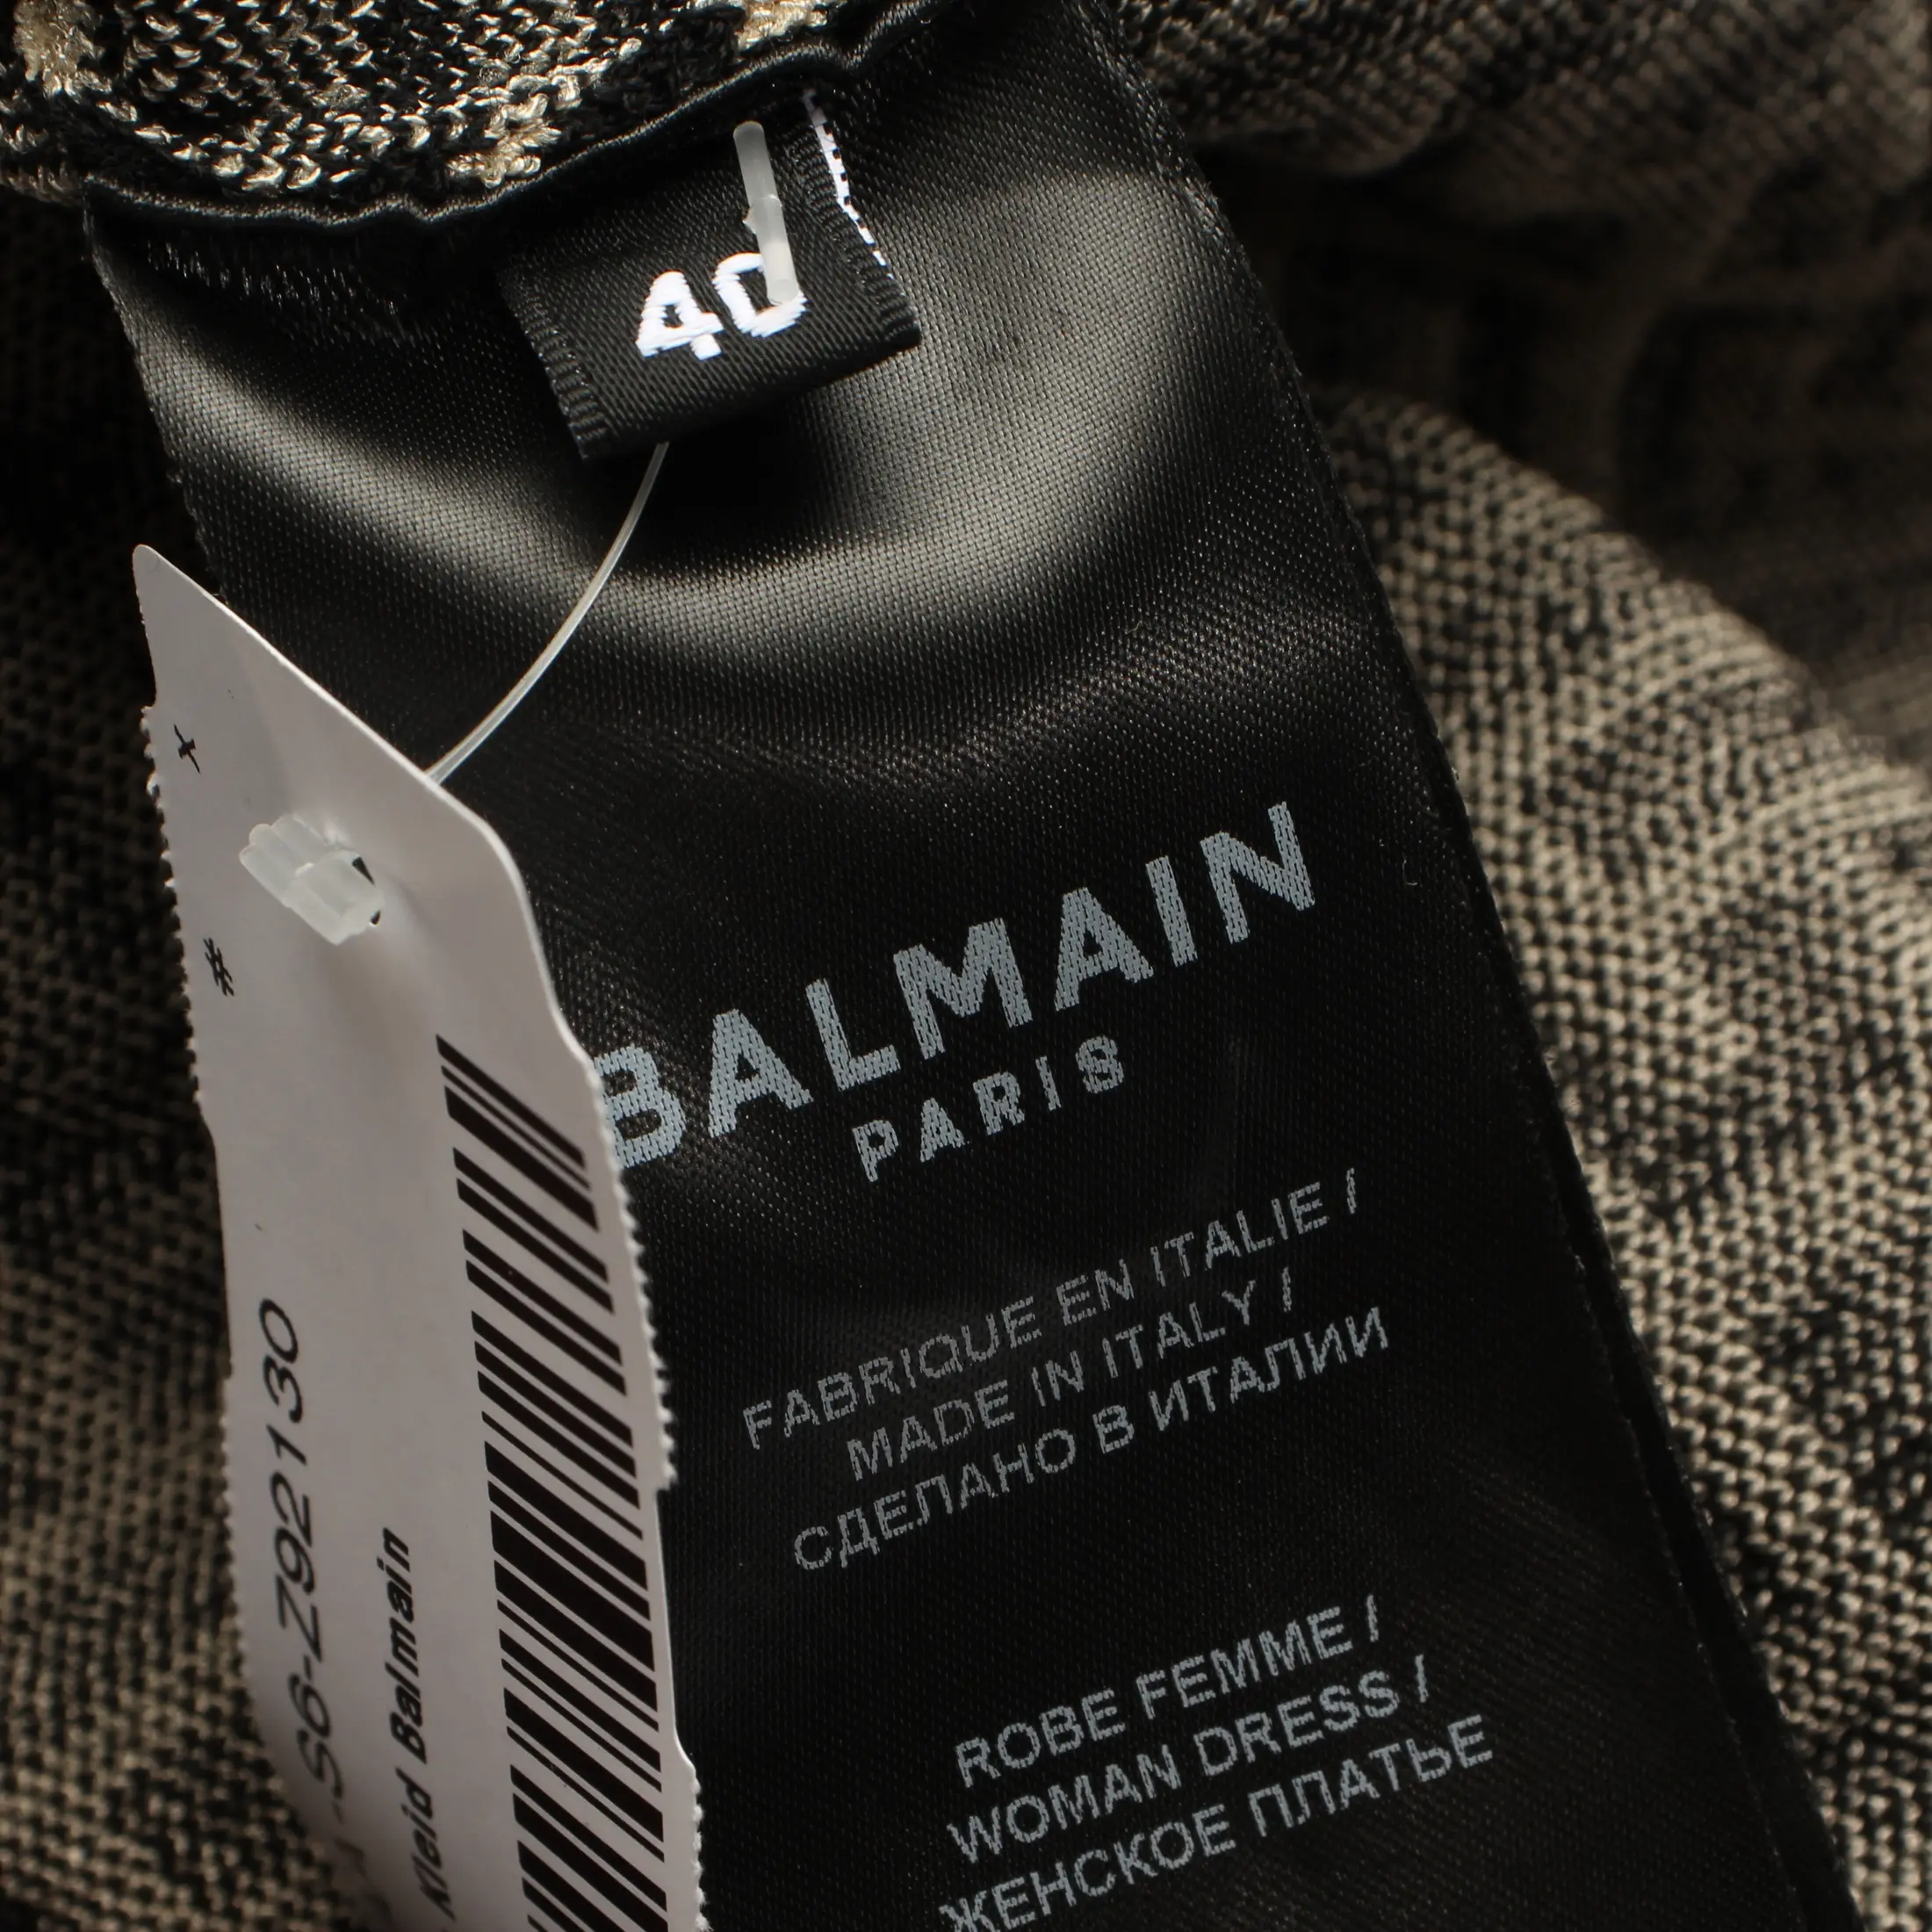 40
BALMAIN
PARIS
FABRIQUE EN ITALIE /
MADE IN ITALY /
СДЕЛАНО В ИТАЛИИ
ROBE FEMME /
WOMAN DRESS /
ЖЕНСКОЕ ПЛАТЬЕ
+
#
-S6-Z92130
Kleid Balmain